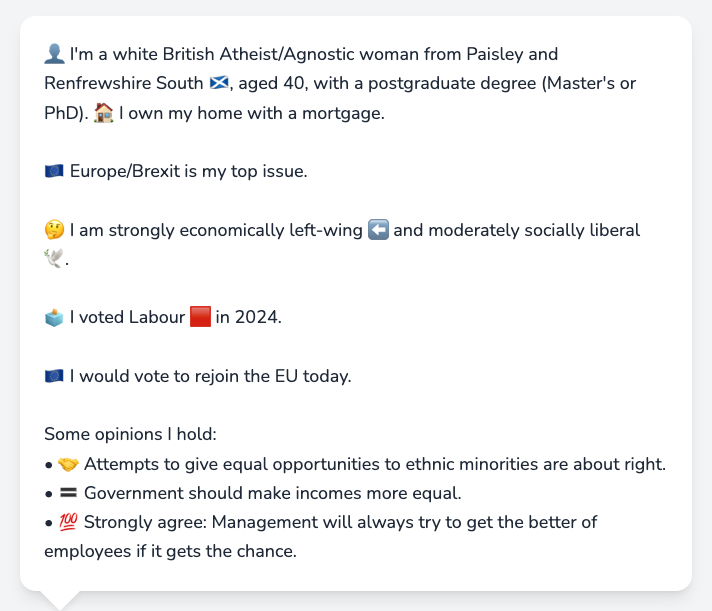 👤 I'm a white British Atheist/Agnostic woman from Paisley and
Renfrewshire South 🏴󠁧󠁢󠁳󠁣󠁴󠁿, aged 40, with a postgraduate degree (Master's or
PhD). 🏠 I own my home with a mortgage.
🇪🇺 Europe/Brexit is my top issue.
🤔 I am strongly economically left-wing ⬅️ and moderately socially liberal
🕊️.
🗳️ I voted Labour 🟥 in 2024.
🇪🇺 I would vote to rejoin the EU today.
Some opinions I hold:
• 🤝 Attempts to give equal opportunities to ethnic minorities are about right.
• 🟰 Government should make incomes more equal.
• 💯 Strongly agree: Management will always try to get the better of
employees if it gets the chance.